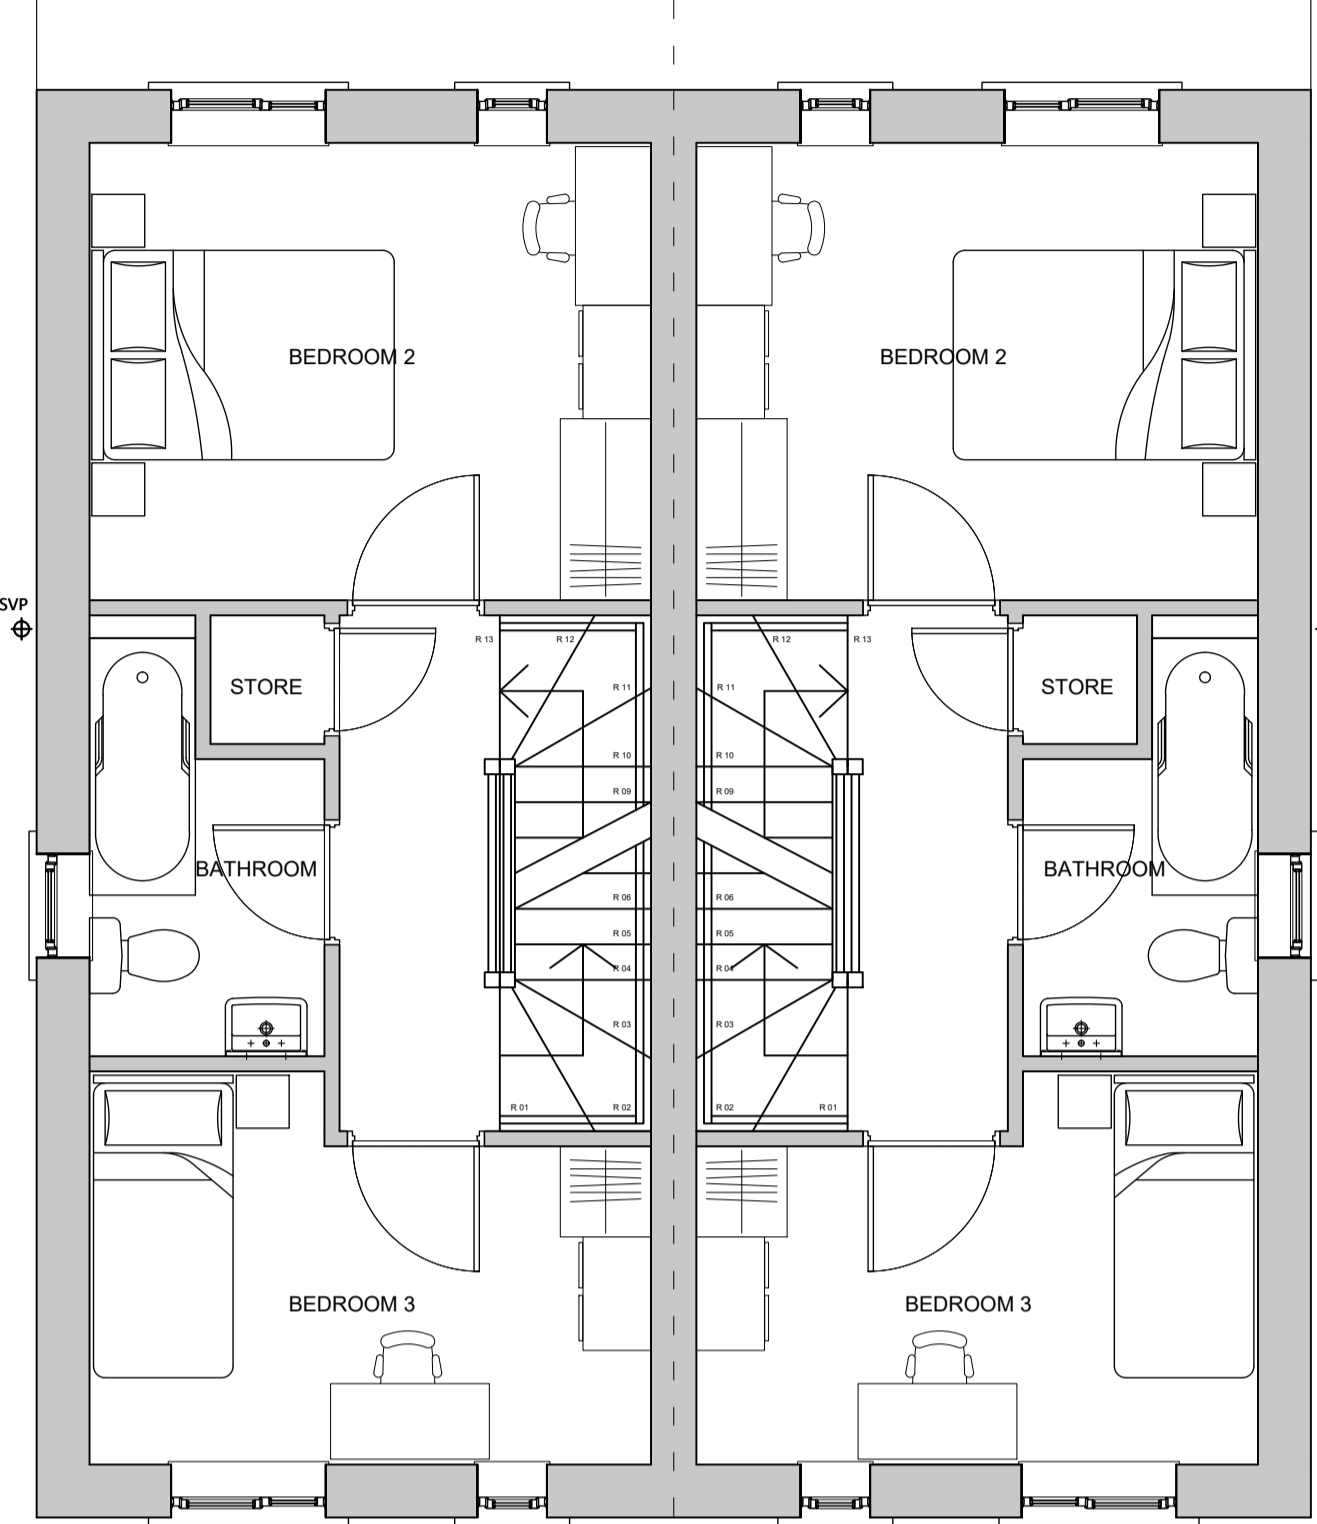 BEDROOM 2 BEDROOM 2
SVP
R 13 R 12 R 12 R 13
STORE R 11 R 11 STORE
R 10 R 10
R 09 R 09
BATHROOM BATHROOM
R 06 R 06
R 05 R 05
R 04 R 04
R 03 R 03
R 01 R 02 R 02 R 01
BEDROOM 3 BEDROOM 3